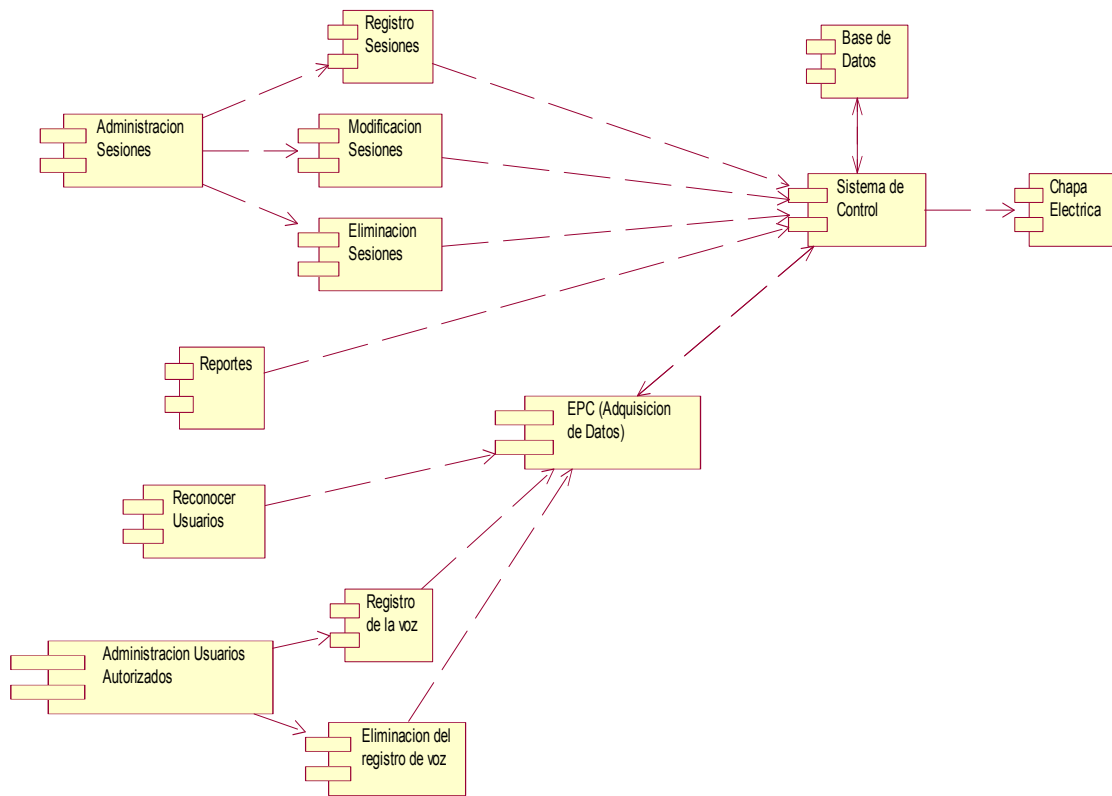 Registro
Sesiones
Base de
Datos
Administracion
Sesiones
Modificacion
Sesiones
Sistema de
Control
Chapa
Electrica
Eliminacion
Sesiones
Reportes
EPC (Adquisicion
de Datos)
Reconocer
Usuarios
Registro
de la voz
Administracion Usuarios
Autorizados
Eliminacion del
registro de voz